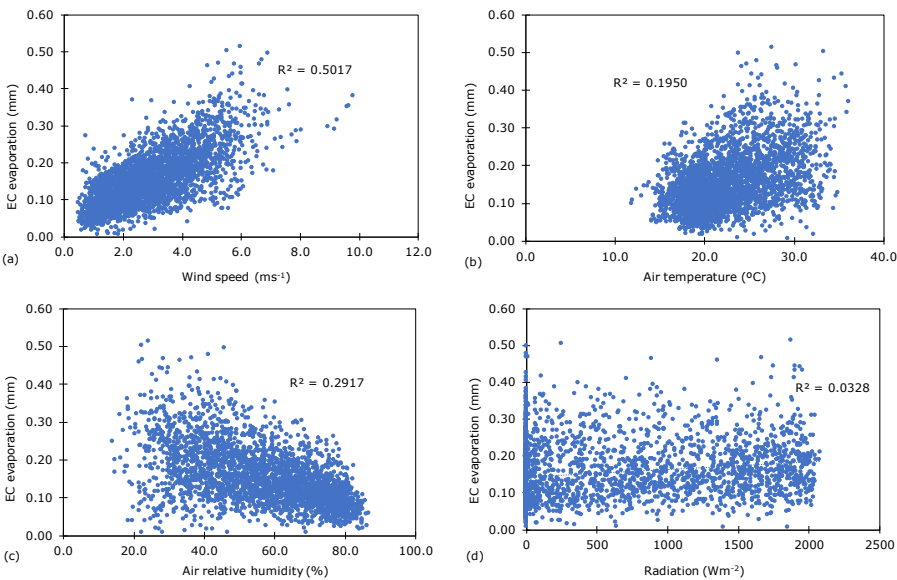 0.60
0.50
0.40
0.30
0.20
0.10
0.00
EC evaporation (mm)
R² = 0.5017
0.0 2.0 4.0 6.0 8.0 10.0 12.0
(a)
Wind speed (ms⁻¹)
0.60
0.50
0.40
0.30
0.20
0.10
0.00
EC evaporation (mm)
R² = 0.1950
0.0 10.0 20.0 30.0 40.0
(b)
Air temperature (ºC)
0.60
0.50
0.40
0.30
0.20
0.10
0.00
EC evaporation (mm)
R² = 0.2917
0.0 20.0 40.0 60.0 80.0 100.0
(c)
Air relative humidity (%)
0.60
0.50
0.40
0.30
0.20
0.10
0.00
EC evaporation (mm)
R² = 0.0328
0 500 1000 1500 2000 2500
(d)
Radiation (Wm⁻²)